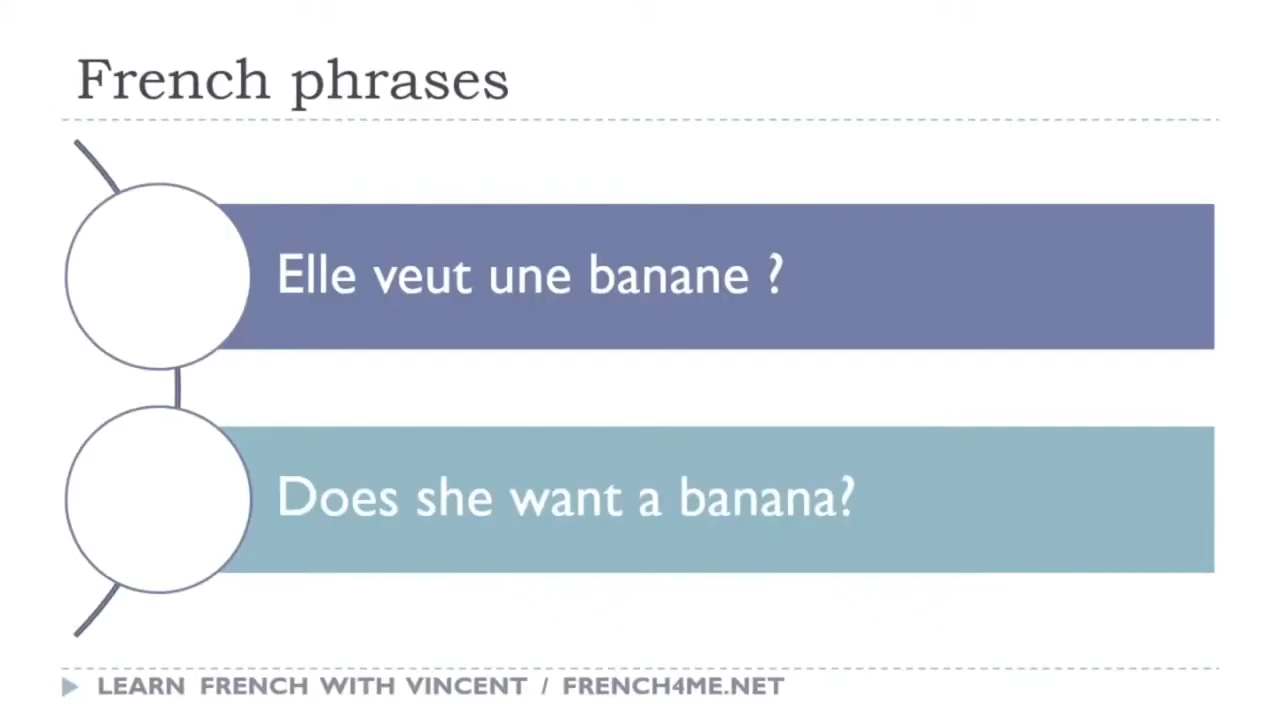 French phrases
Elle veut une banane ?
Does she want a banana?
LEARN FRENCH WITH VINCENT / FRENCH4ME.NET